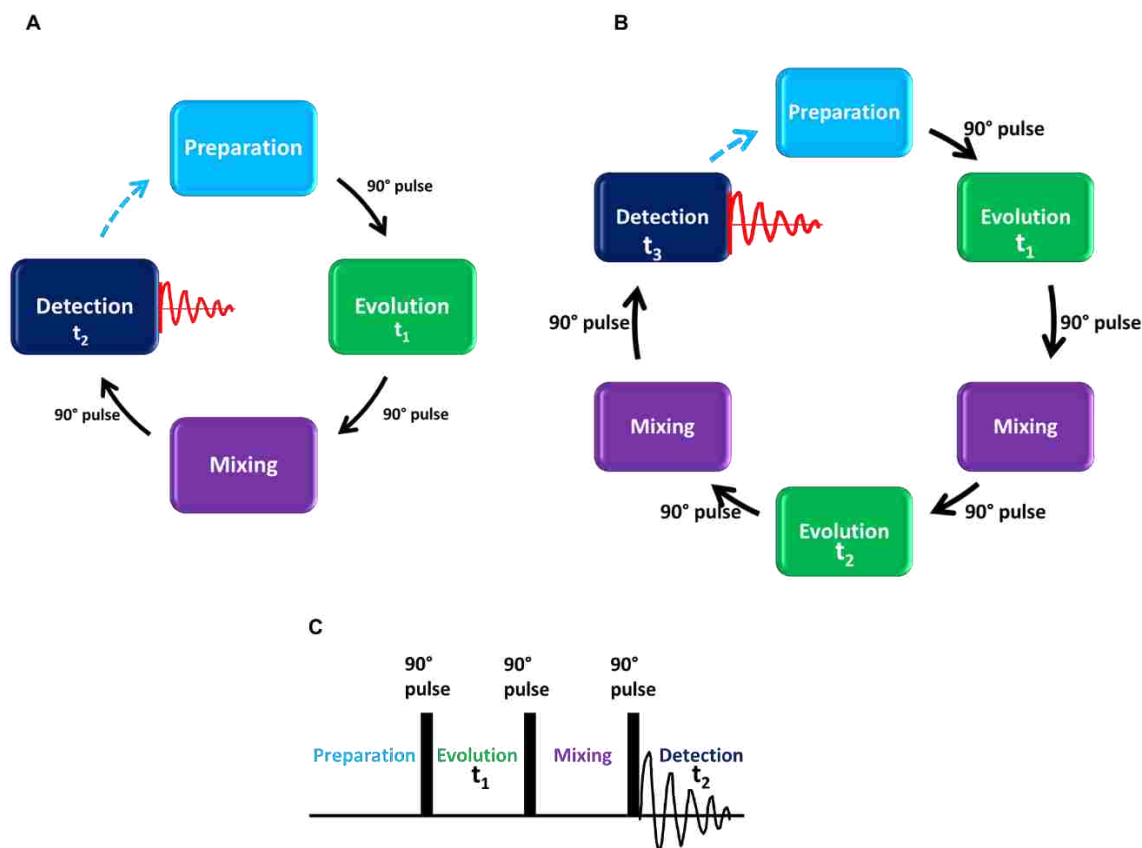 A
Preparation
90° pulse
Detection
t2
Evolution
t1
90° pulse
90° pulse
Mixing
B
Preparation
90° pulse
Detection
t3
Evolution
t1
90° pulse
90° pulse
Mixing
Mixing
90° pulse
90° pulse
Evolution
t2
C
90° 90° 90°
pulse pulse pulse
Preparation Evolution Mixing Detection
t1 t2